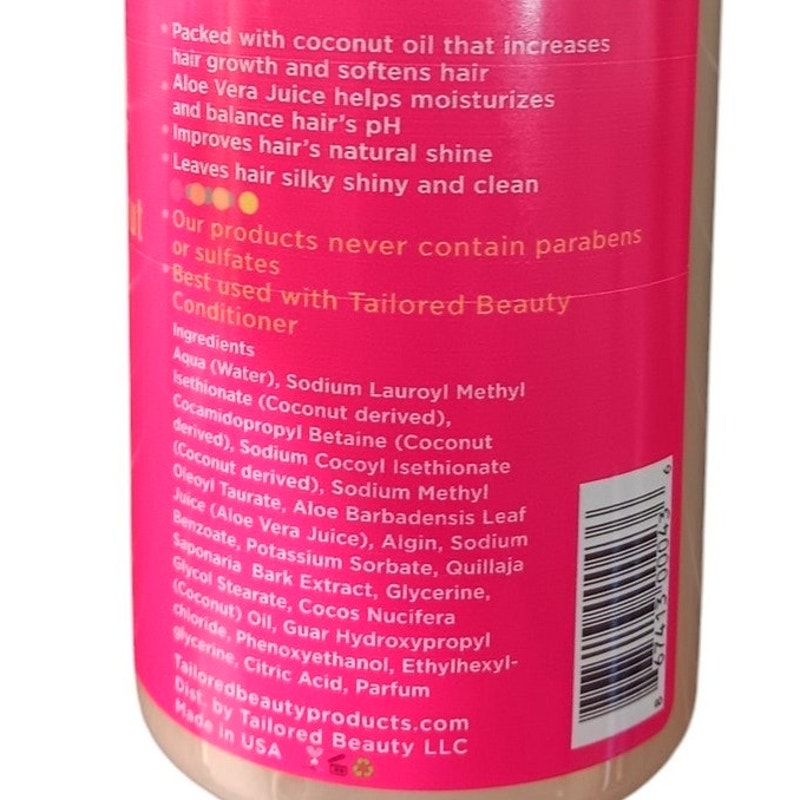 Packed with coconut oil that increases
hair growth and softens hair
Aloe Vera Juice helps moisturizes
and balance hair's pH
Improves hair's natural shine
Leaves hair silky shiny and clean
Our products never contain parabens
or sulfates
Best used with Tailored Beauty
Conditioner
Ingredients
Aqua (Water), Sodium Lauroyl Methyl
Isethionate (Coconut derived),
Cocamidopropyl Betaine (Coconut
derived), Sodium Cocoyl Isethionate
(Coconut derived), Sodium Methyl
Oleoyl Taurate, Aloe Barbadensis Leaf
Juice (Aloe Vera Juice), Algin, Sodium
Benzoate, Potassium Sorbate, Quillaja
Saponaria Bark Extract, Glycerine,
Glycol Stearate, Cocos Nucifera
(Coconut) Oil, Guar Hydroxypropyl
chloride, Phenoxyethanol, Ethylhexyl-
glycerine, Citric Acid, Parfum
Tailoredbeautyproducts.com
Dist. by Tailored Beauty LLC
Made in USA